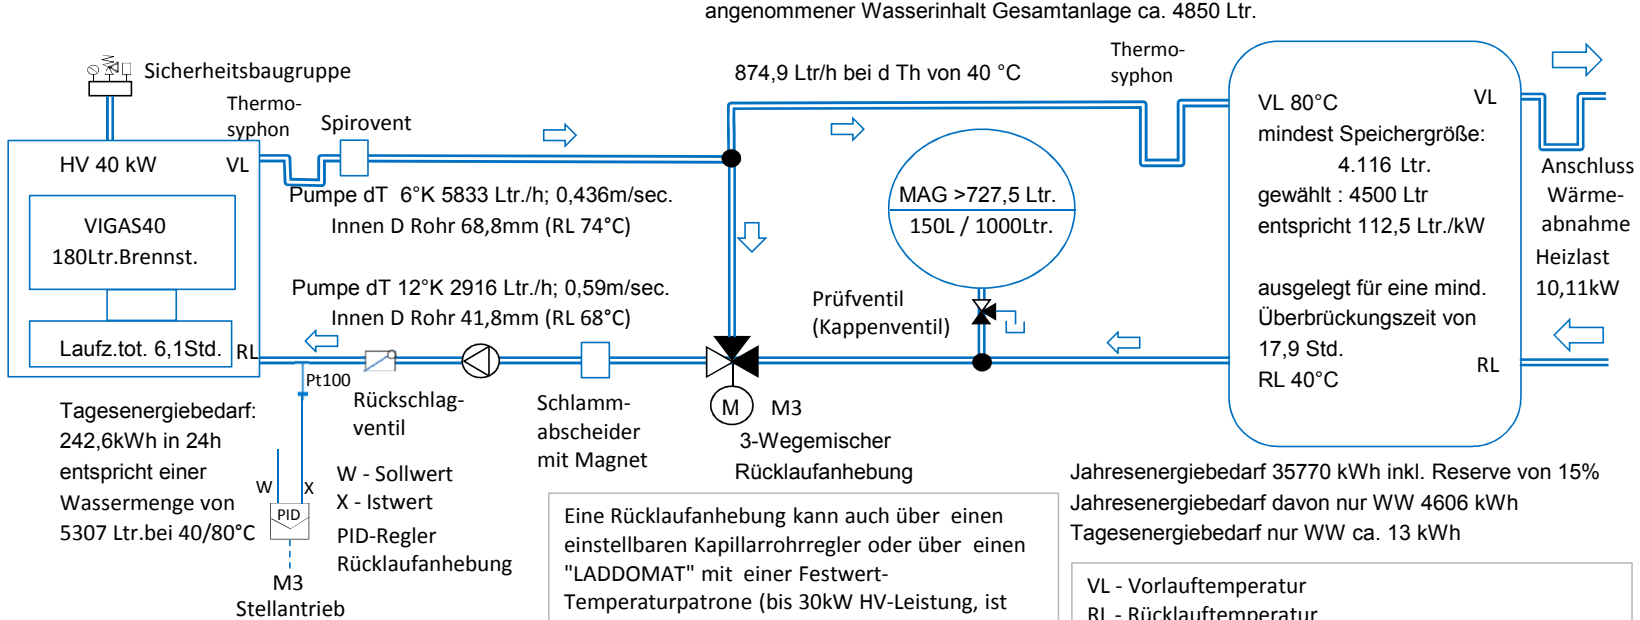 angenommener Wasserinhalt Gesamtanlage ca. 4850 Ltr.
Sicherheitsbaugruppe
Thermo-
syphon
Spirovent
HV 40 kW
VL
VIGAS40
180Ltr.Brennst.
Laufz.tot. 6,1Std.
RL
Pumpe dT 6°K 5833 Ltr./h; 0,436m/sec.
Innen D Rohr 68,8mm (RL 74°C)
Pumpe dT 12°K 2916 Ltr./h; 0,59m/sec.
Innen D Rohr 41,8mm (RL 68°C)
874,9 Ltr/h bei d Th von 40 °C
Thermo-
syphon
MAG >727,5 Ltr.
150L / 1000Ltr.
Prüfventil
(Kappenventil)
VL 80°C
VL
mindest Speichergröße:
4.116 Ltr.
gewählt : 4500 Ltr
entspricht 112,5 Ltr./kW
ausgelegt für eine mind.
Überbrückungszeit von
17,9 Std.
RL 40°C
RL
Anschluss
Wärme-
abnahme
Heizlast
10,11kW
Pt100
Rückschlag-
ventil
Schlamm-
abscheider
mit Magnet
M
M3
3-Wegemischer
Rücklaufanhebung
Tagesenergiebedarf:
242,6kWh in 24h
entspricht einer
Wassermenge von
5307 Ltr.bei 40/80°C
W
X
PID
M3
Stellantrieb
W - Sollwert
X - Istwert
PID-Regler
Rücklaufanhebung
Eine Rücklaufanhebung kann auch über einen
einstellbaren Kapillarrohrregler oder über einen
"LADDOMAT" mit einer Festwert-
Temperaturpatrone (bis 30kW HV-Leistung, ist
Jahresenergiebedarf 35770 kWh inkl. Reserve von 15%
Jahresenergiebedarf davon nur WW 4606 kWh
Tagesenergiebedarf nur WW ca. 13 kWh
VL - Vorlauftemperatur
RL - Rücklauftemperatur